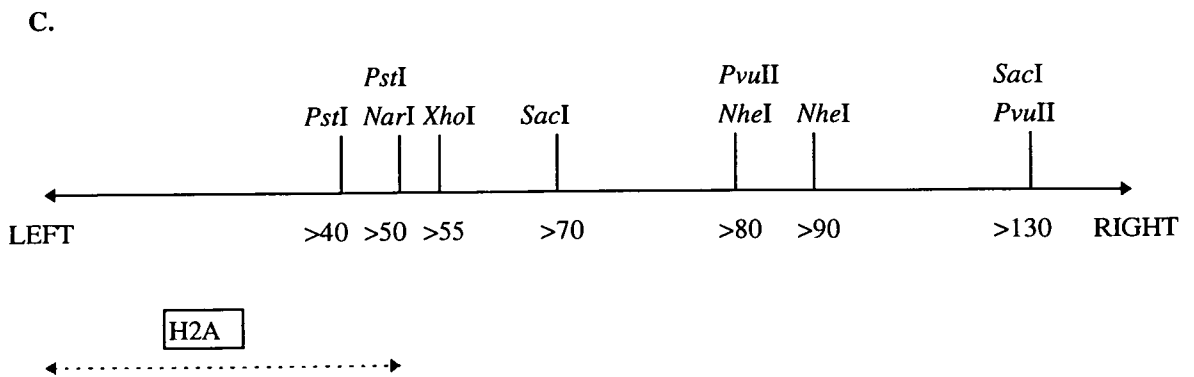 C.
PstI PvuII SacI
PstI NarI XhoI SacI NheI NheI PvuII
LEFT >40 >50 >55 >70 >80 >90 >130 RIGHT
H2A